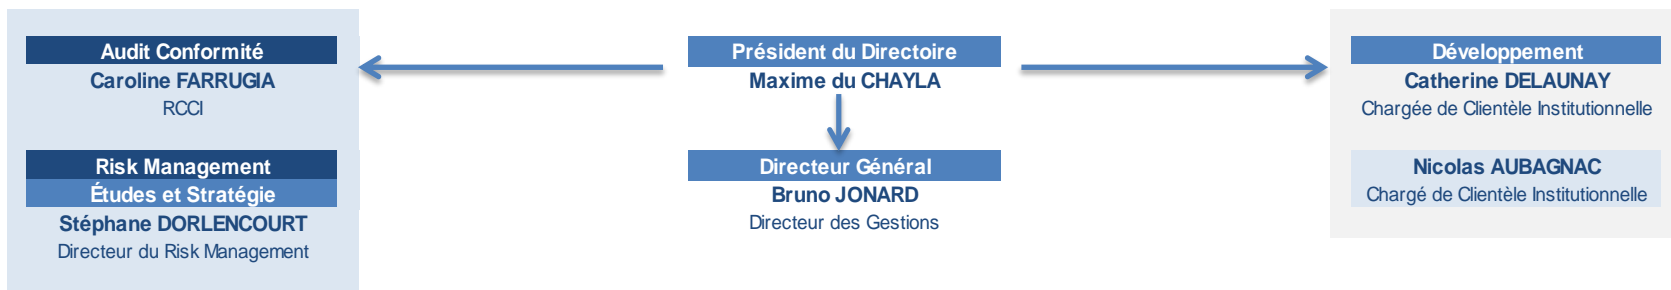 Audit Conformité
Caroline FARRUGIA
RCCI
Risk Management
Études et Stratégie
Stéphane DORLENCOURT
Directeur du Risk Management
Président du Directoire
Maxime du CHAYLA
Directeur Général
Bruno JONARD
Directeur des Gestions
Développement
Catherine DELAUNAY
Chargée de Clientèle Institutionnelle
Nicolas AUBAGNAC
Chargé de Clientèle Institutionnelle